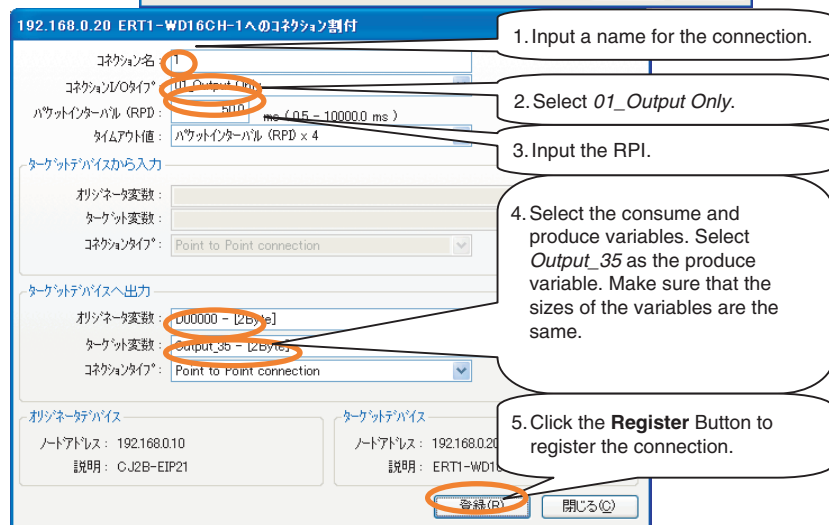 192.168.0.20 ERT1-WD16CH-1へのコネクション割付
コネクション名 : 1
コネクションI/Oタイプ : 01_Output Only
パケットインターバル (RPI) : 50.0 ms ( 0.5 - 10000.0 ms )
タイムアウト値 : パケットインターバル (RPI) x 4
ターゲットデバイスから入力
オリジネータ変数 :
ターゲット変数 :
コネクションタイプ : Point to Point connection
ターゲットデバイスへ出力
オリジネータ変数 : D00000 - [2Byte]
ターゲット変数 : Output_35 - [2Byte]
コネクションタイプ : Point to Point connection
オリジネータデバイス
ノードアドレス : 192.168.0.10
説明 : CJ2B-EIP21
ターゲットデバイス
ノードアドレス : 192.168.0.20
説明 : ERT1-WD1
登録(R)
閉じる(C)
1. Input a name for the connection.
2. Select 01_Output Only.
3. Input the RPI.
4. Select the consume and
produce variables. Select
Output_35 as the produce
variable. Make sure that the
sizes of the variables are the
same.
5. Click the Register Button to
register the connection.